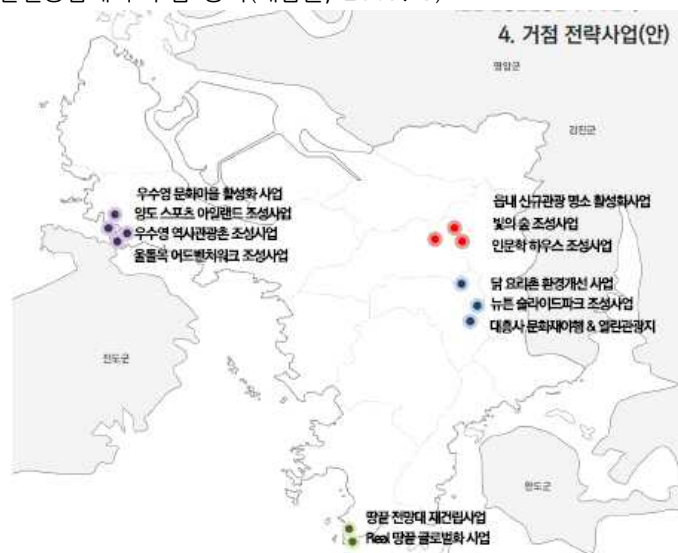 4. 거점 전략사업(안)
영암군
강진군
우수영 문화마을 활성화 사업
양도 스포츠 아일랜드 조성사업
우수영 역사관광촌 조성사업
울돌목 어드벤처워크 조성사업
읍내 신규관광 명소 활성화사업
빛의 숲 조성사업
인문학 하우스 조성사업
닭 요리촌 환경개선 사업
뉴튼 슬라이드파크 조성사업
대흥사 문화재야행 & 열린관광지
진도군
완도군
땅끝 전망대 재건립사업
Real 땅끝 글로벌화 사업